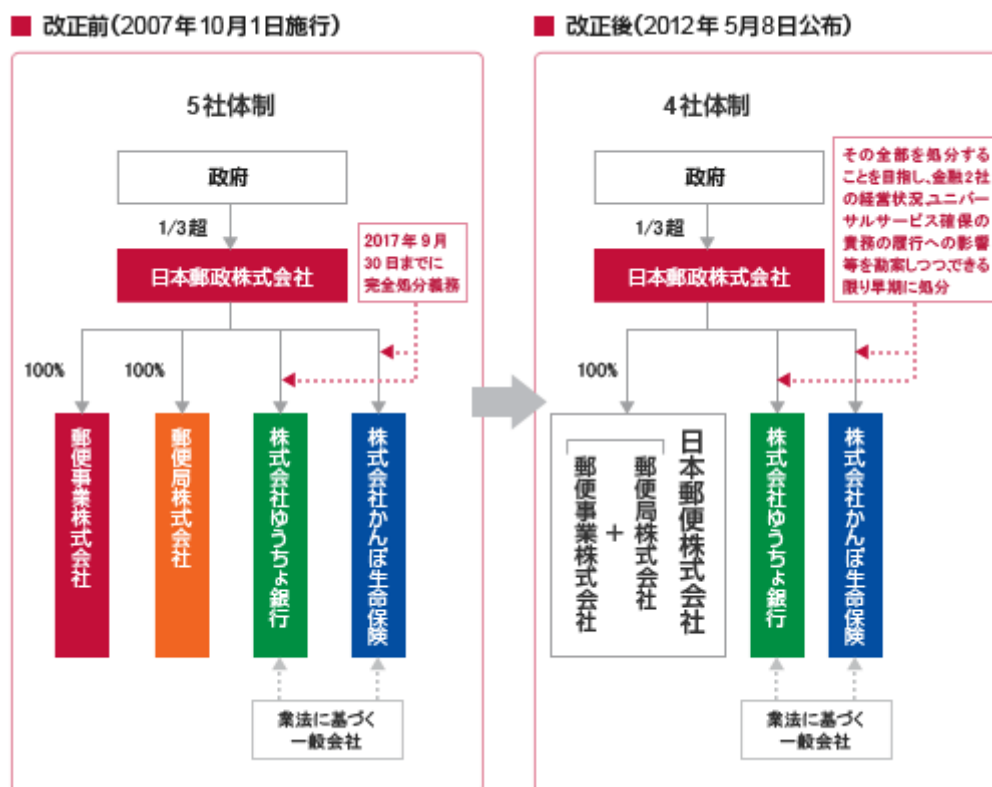 ■ 改正前(2007年10月1日施行)
5社体制
政府
1/3超
日本郵政株式会社
2017年9月
30日までに
完全処分義務
100%
100%
郵便事業株式会社
郵便局株式会社
株式会社ゆうちょ銀行
株式会社かんぽ生命保険
業法に基づく
一般会社
■ 改正後(2012年5月8日公布)
4社体制
政府
1/3超
日本郵政株式会社
その全部を処分する
ことを目指し、金融2社
の経営状況、ユニバー
サルサービス確保の
責務の履行への影響
等を勘案しつつ、できる
限り早期に処分
100%
日本郵便株式会社
郵便局株式会社
+
郵便事業株式会社
株式会社ゆうちょ銀行
株式会社かんぽ生命保険
業法に基づく
一般会社